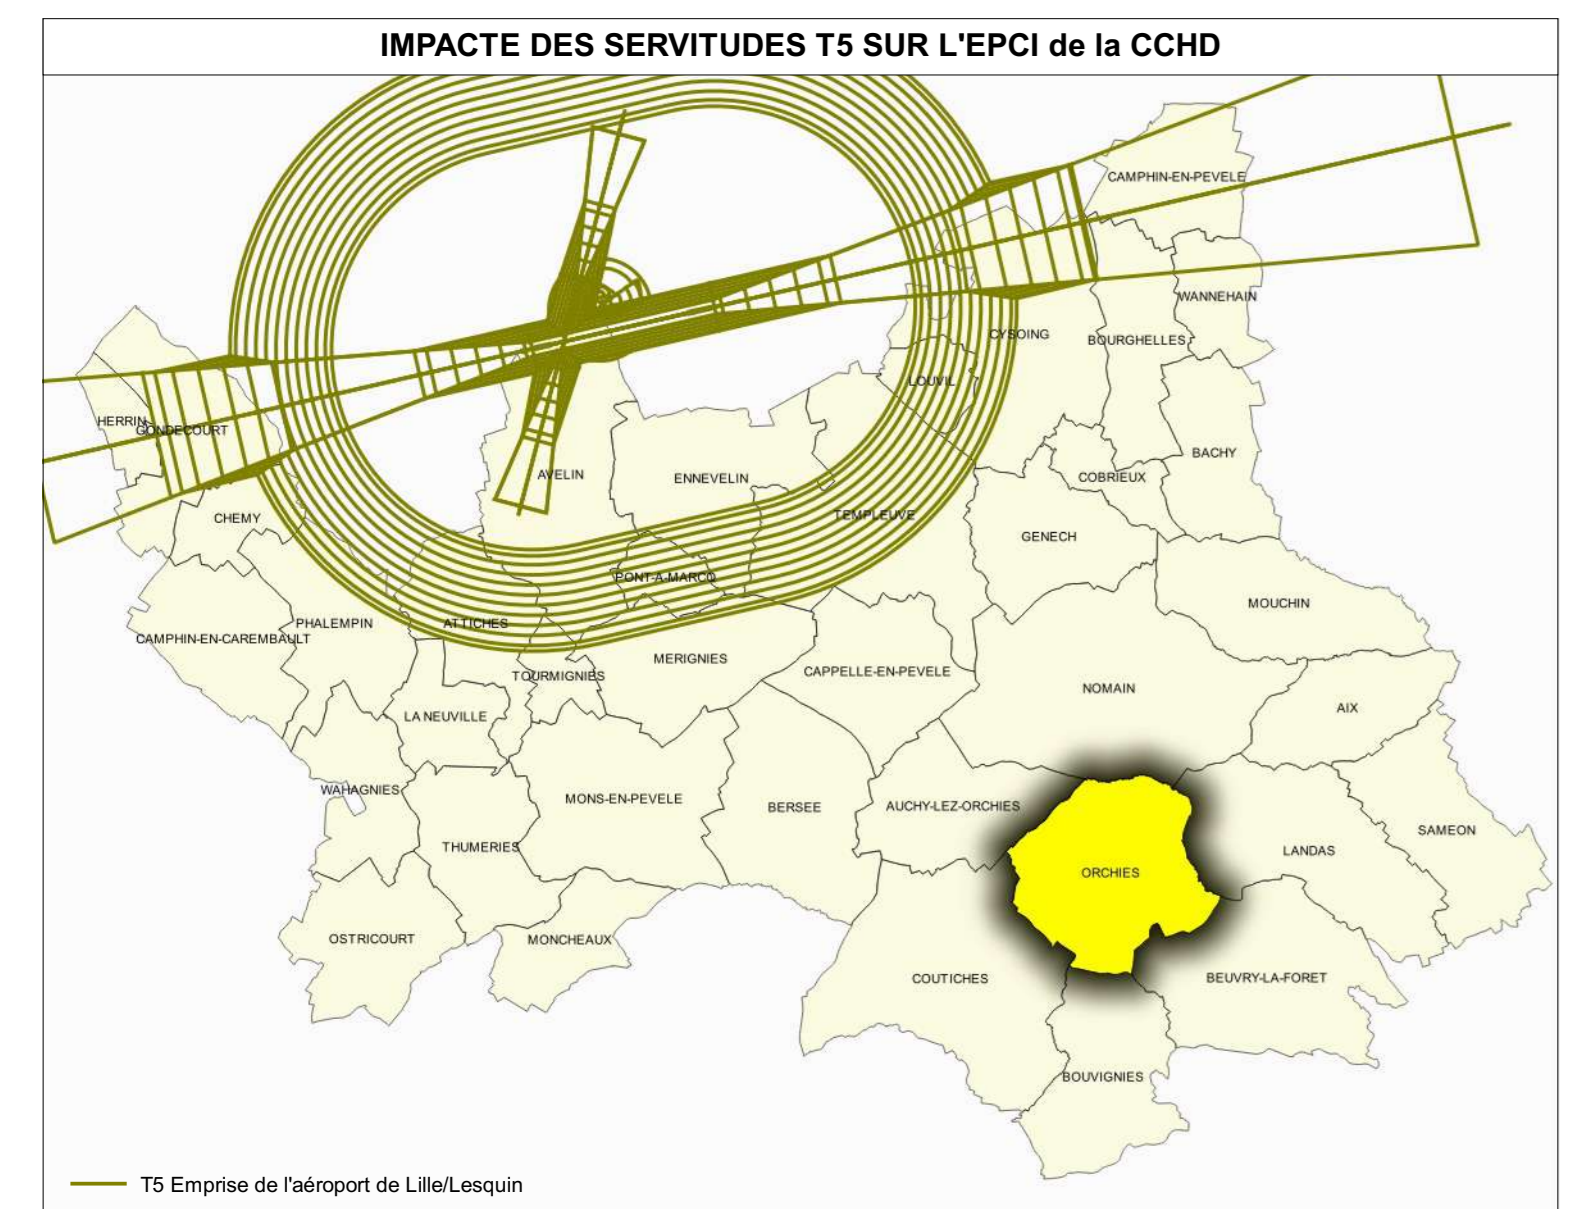 IMPACTE DES SERVITUDES T5 SUR L'EPCI de la CCHD
CAMPHIN-EN-PEVELE
WANNEHAIN
CYSOING
BOURGHELLES
LOUVIL
HERRIN
GONDECOURT
BACHY
AVELIN
ENNEVELIN
COBRIEUX
CHEMY
TEMPLEUVE
GENECH
PONT-A-MARCQ
MOUCHIN
PHALEMPIN
ATTICHES
CAMPHIN-EN-CAREMBAULT
MERIGNIES
CAPPELLE-EN-PEVELE
TOURMIGNIES
NOMAIN
AIX
LA NEUVILLE
WAHAGNIES
MONS-EN-PEVELE
BERSEE
AUCHY-LEZ-ORCHIES
SAMEON
THUMERIES
LANDAS
ORCHIES
OSTRICOURT
MONCHEAUX
COUTICHES
BEUVRY-LA-FORET
BOUVIGNIES
T5 Emprise de l'aéroport de Lille/Lesquin